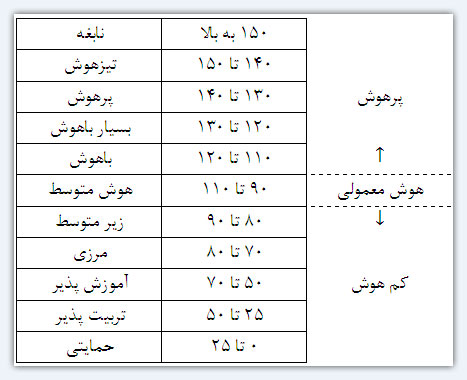 ۱۵۰ به بالا نابغه
۱۴۰ تا ۱۵۰ تیزهوش
پرهوش ۱۳۰ تا ۱۴۰ پرهوش
۱۲۰ تا ۱۳۰ بسیار باهوش
↑ ۱۱۰ تا ۱۲۰ باهوش
هوش معمولی ۹۰ تا ۱۱۰ هوش متوسط
↓ ۸۰ تا ۹۰ زیر متوسط
۷۰ تا ۸۰ مرزی
کم هوش ۵۰ تا ۷۰ آموزش پذیر
۲۵ تا ۵۰ تربیت پذیر
۰ تا ۲۵ حمایتی